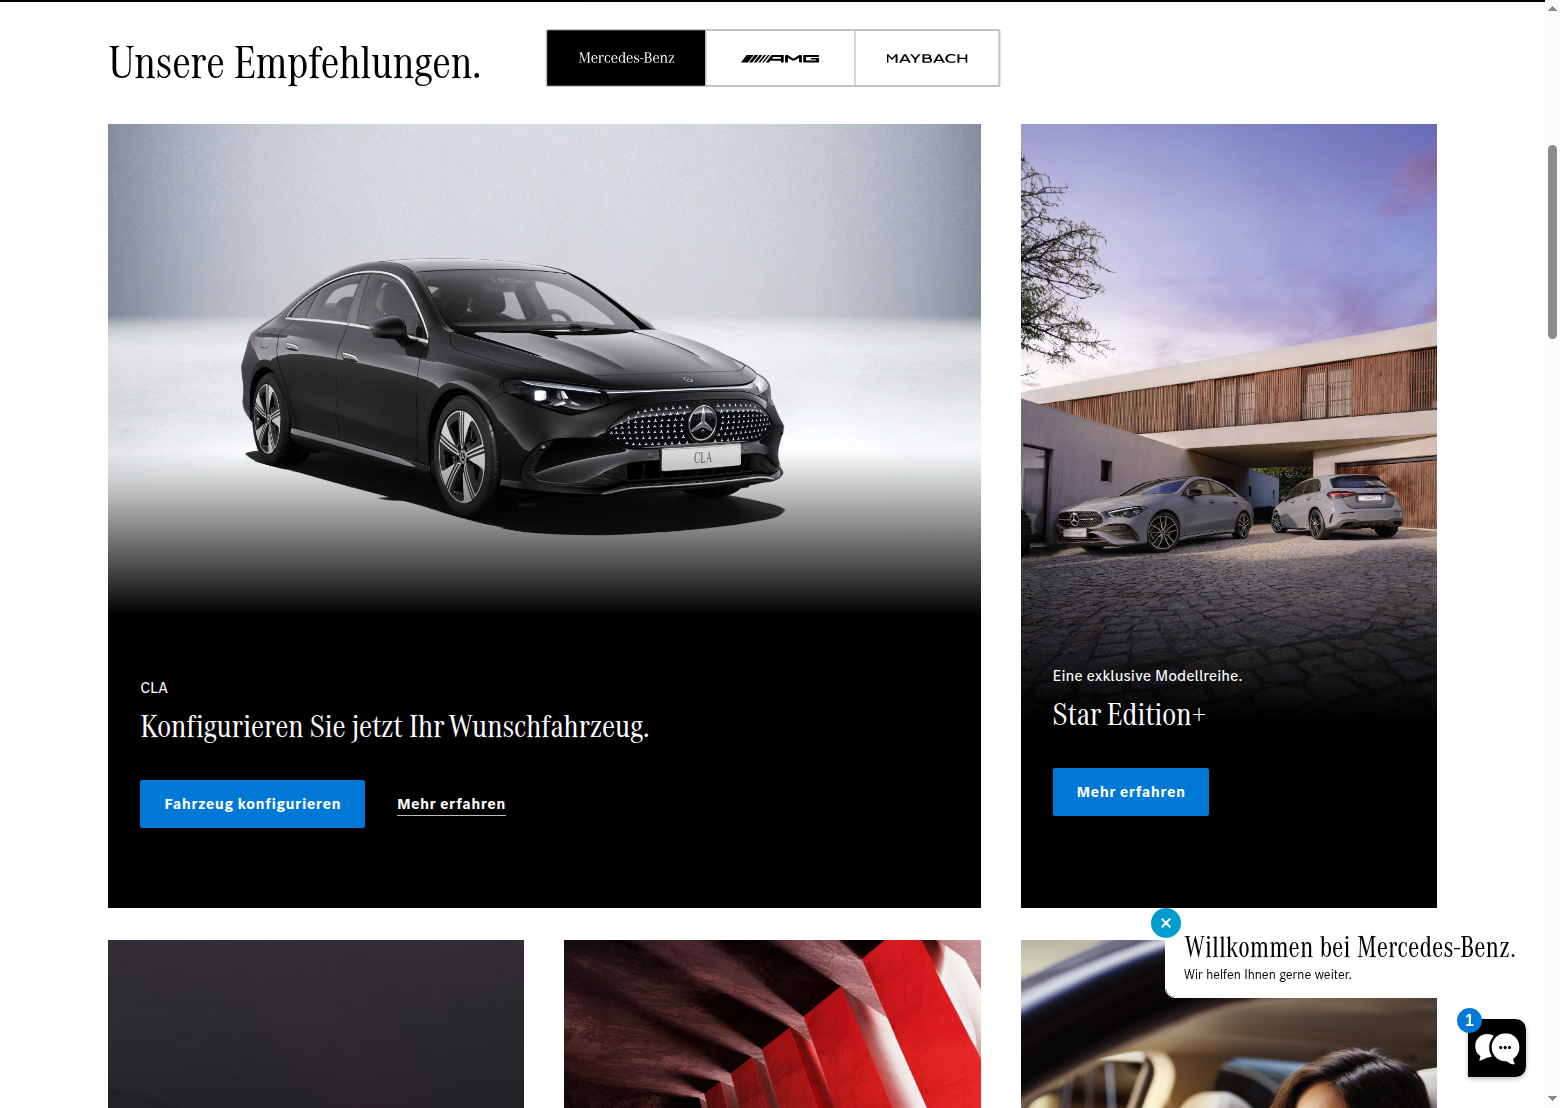 Unsere Empfehlungen.
Mercedes-Benz
AMG
MAYBACH
CLA
CLA
Konfigurieren Sie jetzt Ihr Wunschfahrzeug.
Fahrzeug konfigurieren
Mehr erfahren
Eine exklusive Modellreihe.
Star Edition+
Mehr erfahren
Willkommen bei Mercedes-Benz.
Wir helfen Ihnen gerne weiter.
1